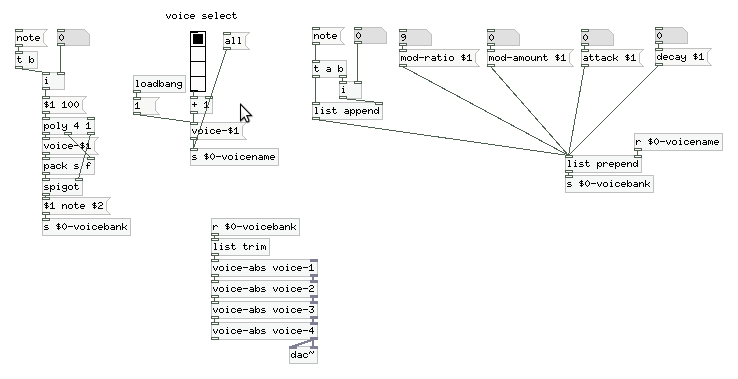 voice select
note
0
t b
i
$1 100
poly 4 1
voice-$1
pack s f
spigot
$1 note $2
s $0-voicebank
all
loadbang
1
+ 1
voice-$1
s $0-voicename
note
0
t a b
i
list append
9
mod-ratio $1
0
mod-amount $1
0
attack $1
0
decay $1
r $0-voicename
list prepend
s $0-voicebank
r $0-voicebank
list trim
voice-abs voice-1
voice-abs voice-2
voice-abs voice-3
voice-abs voice-4
dac~